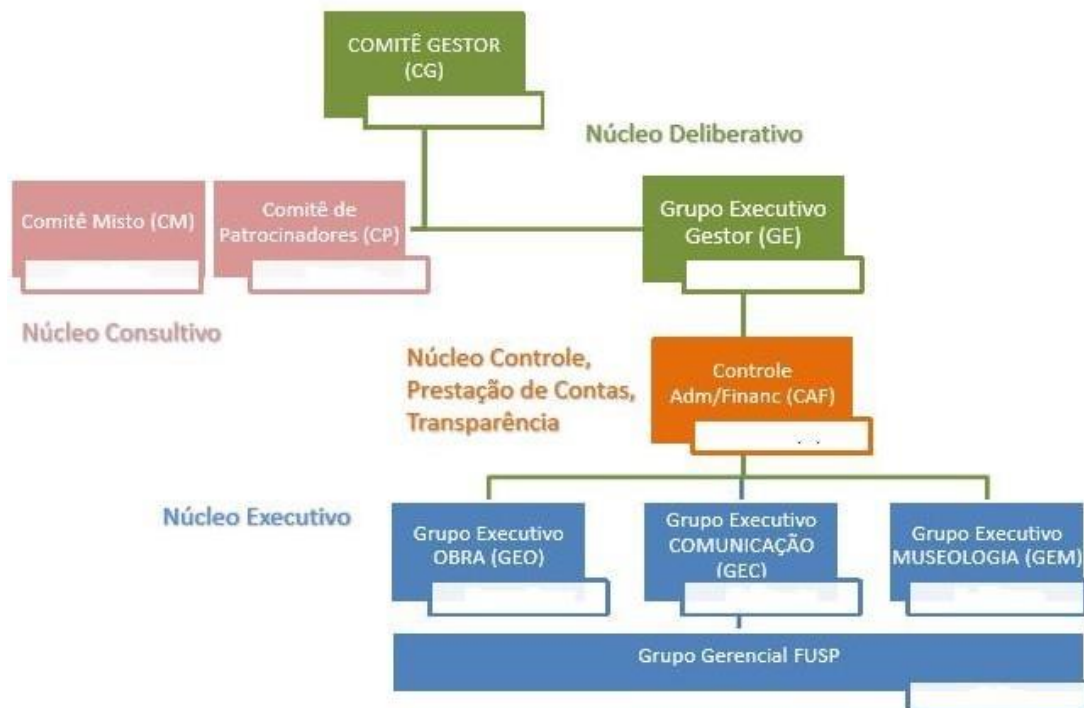 COMITÊ GESTOR
(CG)
Núcleo Deliberativo
Comitê Misto (CM)
Comitê de
Patrocinadores (CP)
Grupo Executivo
Gestor (GE)
Núcleo Consultivo
Núcleo Controle,
Prestação de Contas,
Transparência
Controle
Adm/Financ (CAF)
Núcleo Executivo
Grupo Executivo
OBRA (GEO)
Grupo Executivo
COMUNICAÇÃO
(GEC)
Grupo Executivo
MUSEOLOGIA (GEM)
Grupo Gerencial FUSP